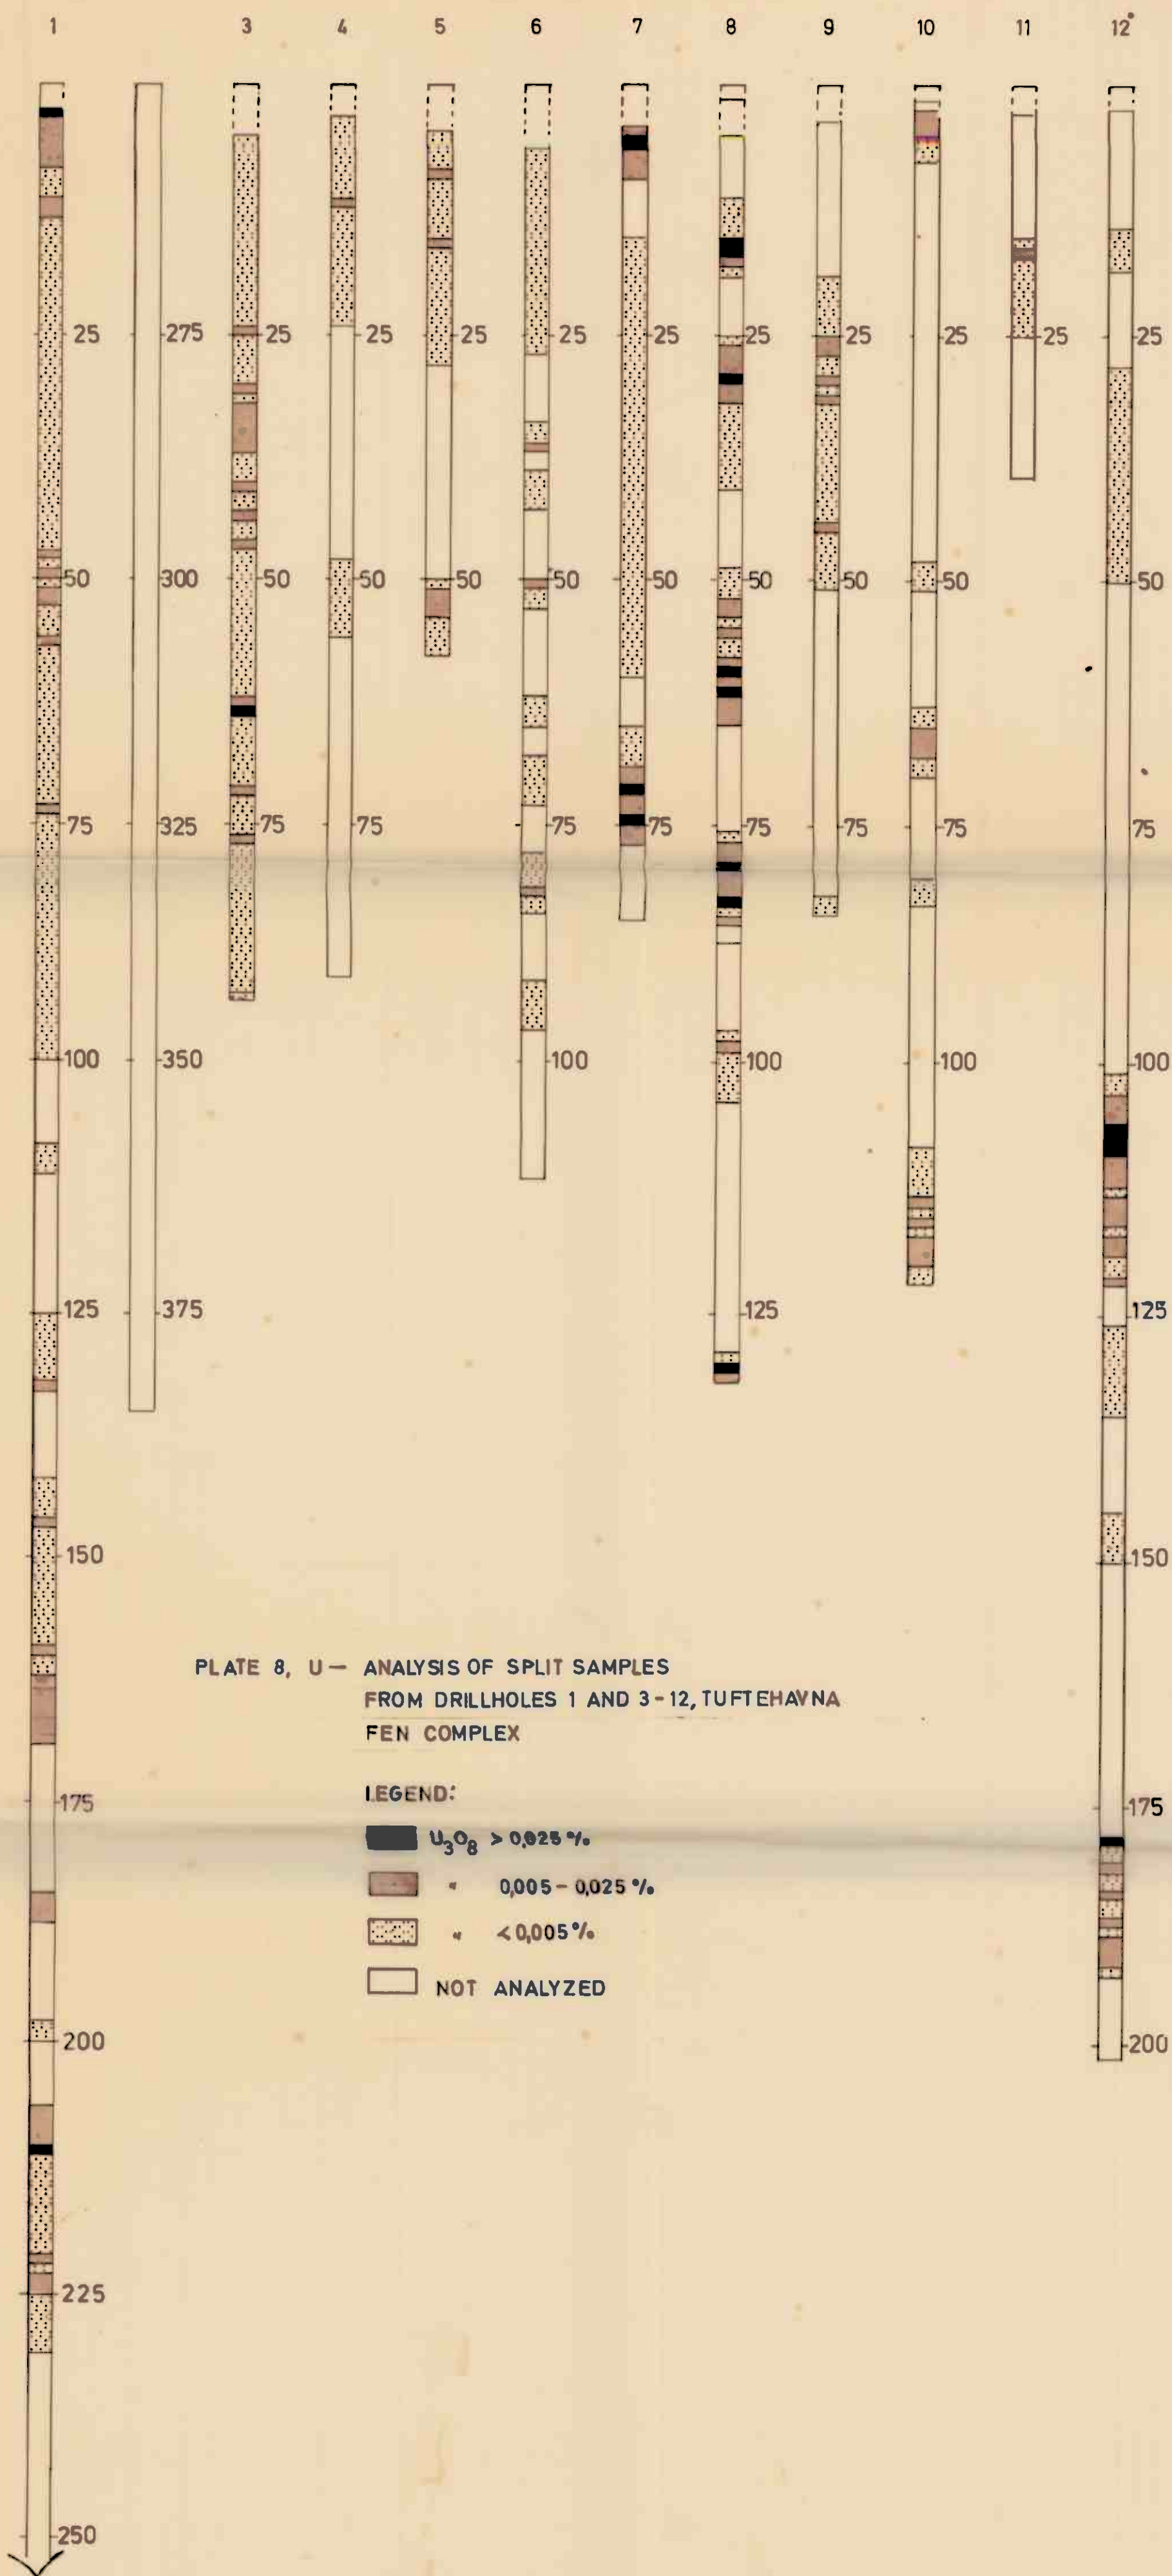 1 3 4 5 6 7 8 9 10 11 12
25 275 25 25 25 25 25 25 25 25 25
50 300 50 50 50 50 50 50 50 50 50
75 325 75 75 75 75 75 75 75 75
100 350 100 100 100 100
125 375 125 125
150 150
PLATE 8, U — ANALYSIS OF SPLIT SAMPLES
FROM DRILLHOLES 1 AND 3-12, TUFTEHAVNA
FEN COMPLEX
LEGEND:
175 175
U3O8 > 0,025 %
" 0,005 - 0,025 %
" < 0,005 %
NOT ANALYZED
200 200
225
250